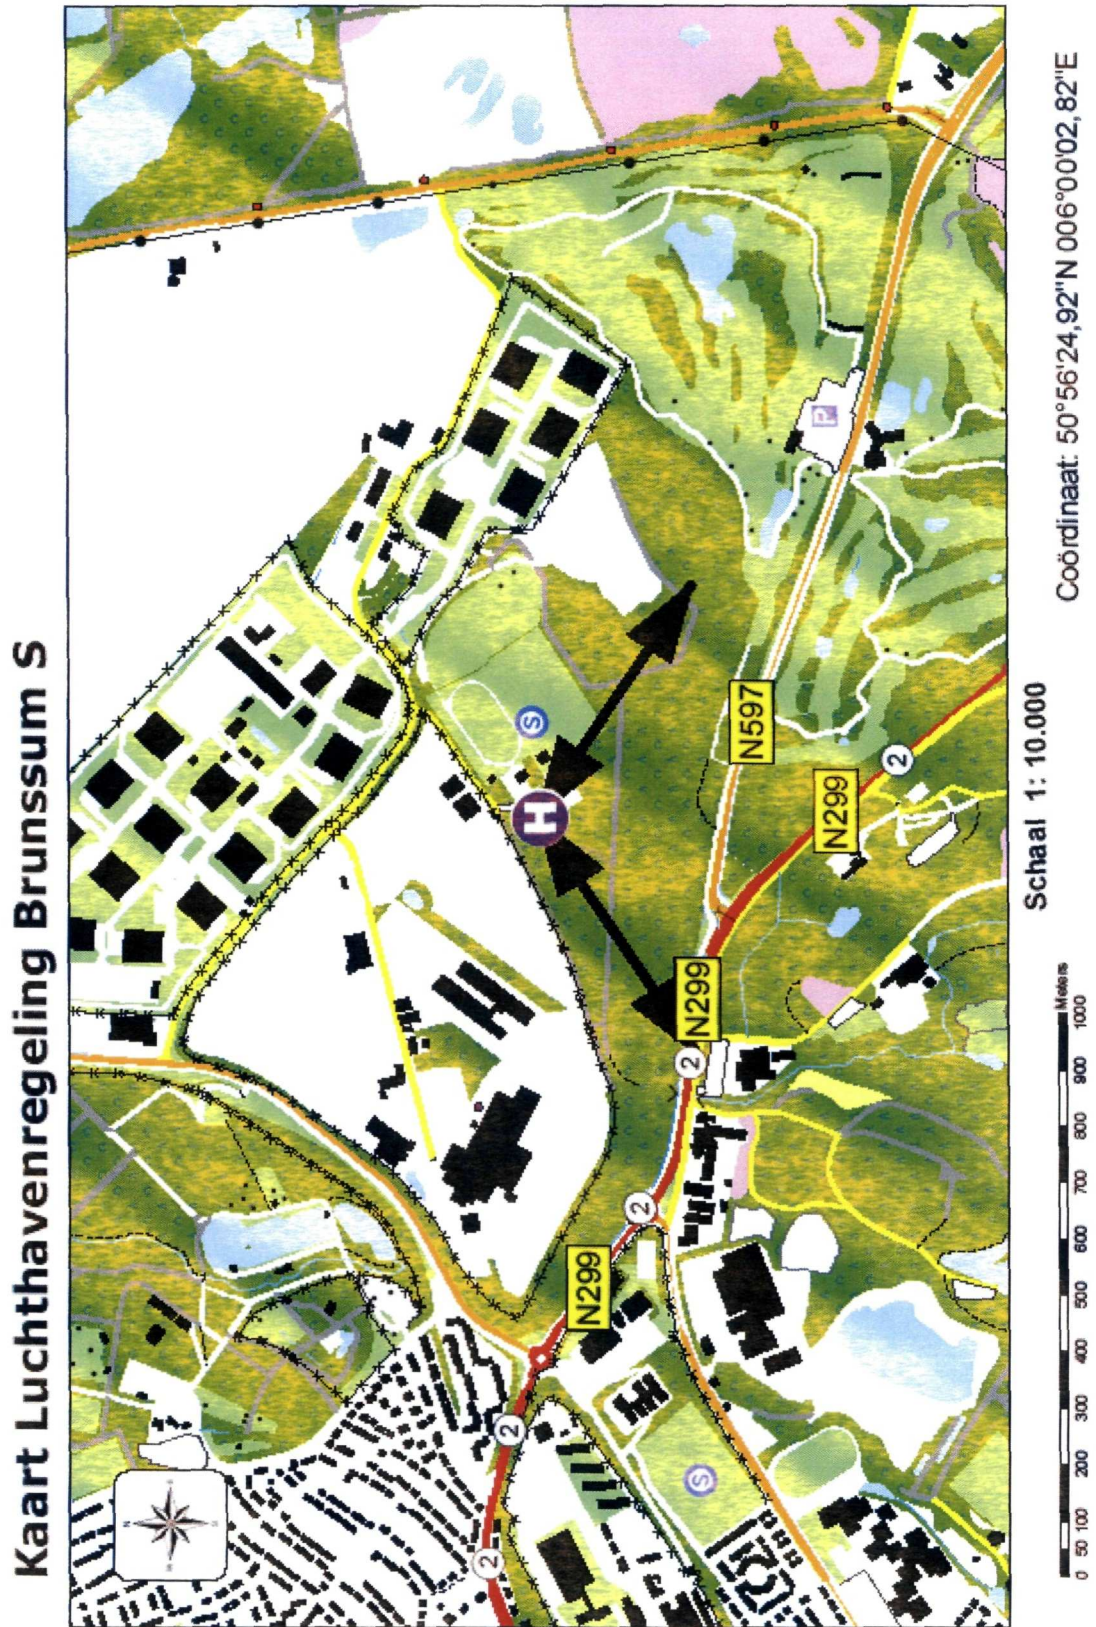 Kaart Luchthavenregeling Brunssum S
H
S
P
N597
N299
2
N299
2
2
N299
2
2
S
Schaal 1: 10.000
0 50 100 200 300 400 500 600 700 800 900 1000 Meters
Coördinaat: 50°56'24,92"N 006°00'02,82"E